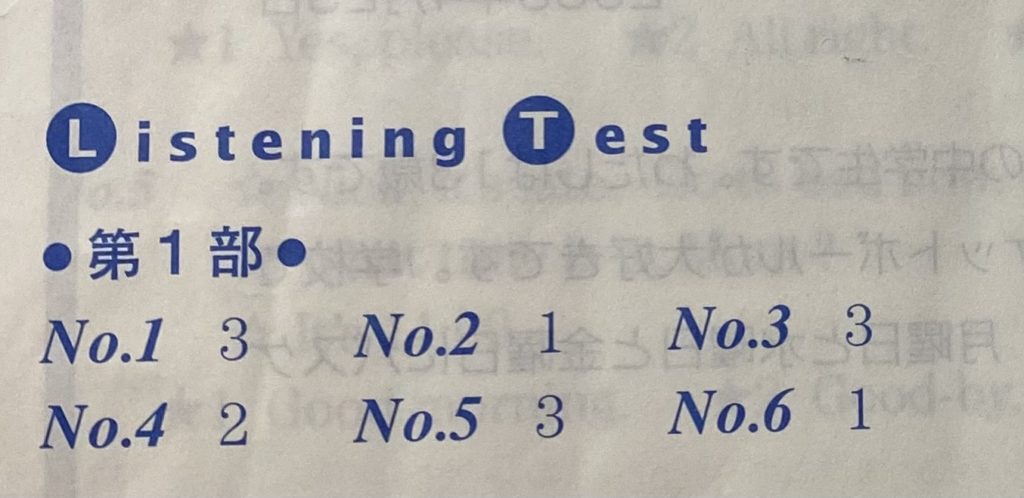 Listening Test
●第1部●
No.1 3 No.2 1 No.3 3
No.4 2 No.5 3 No.6 1